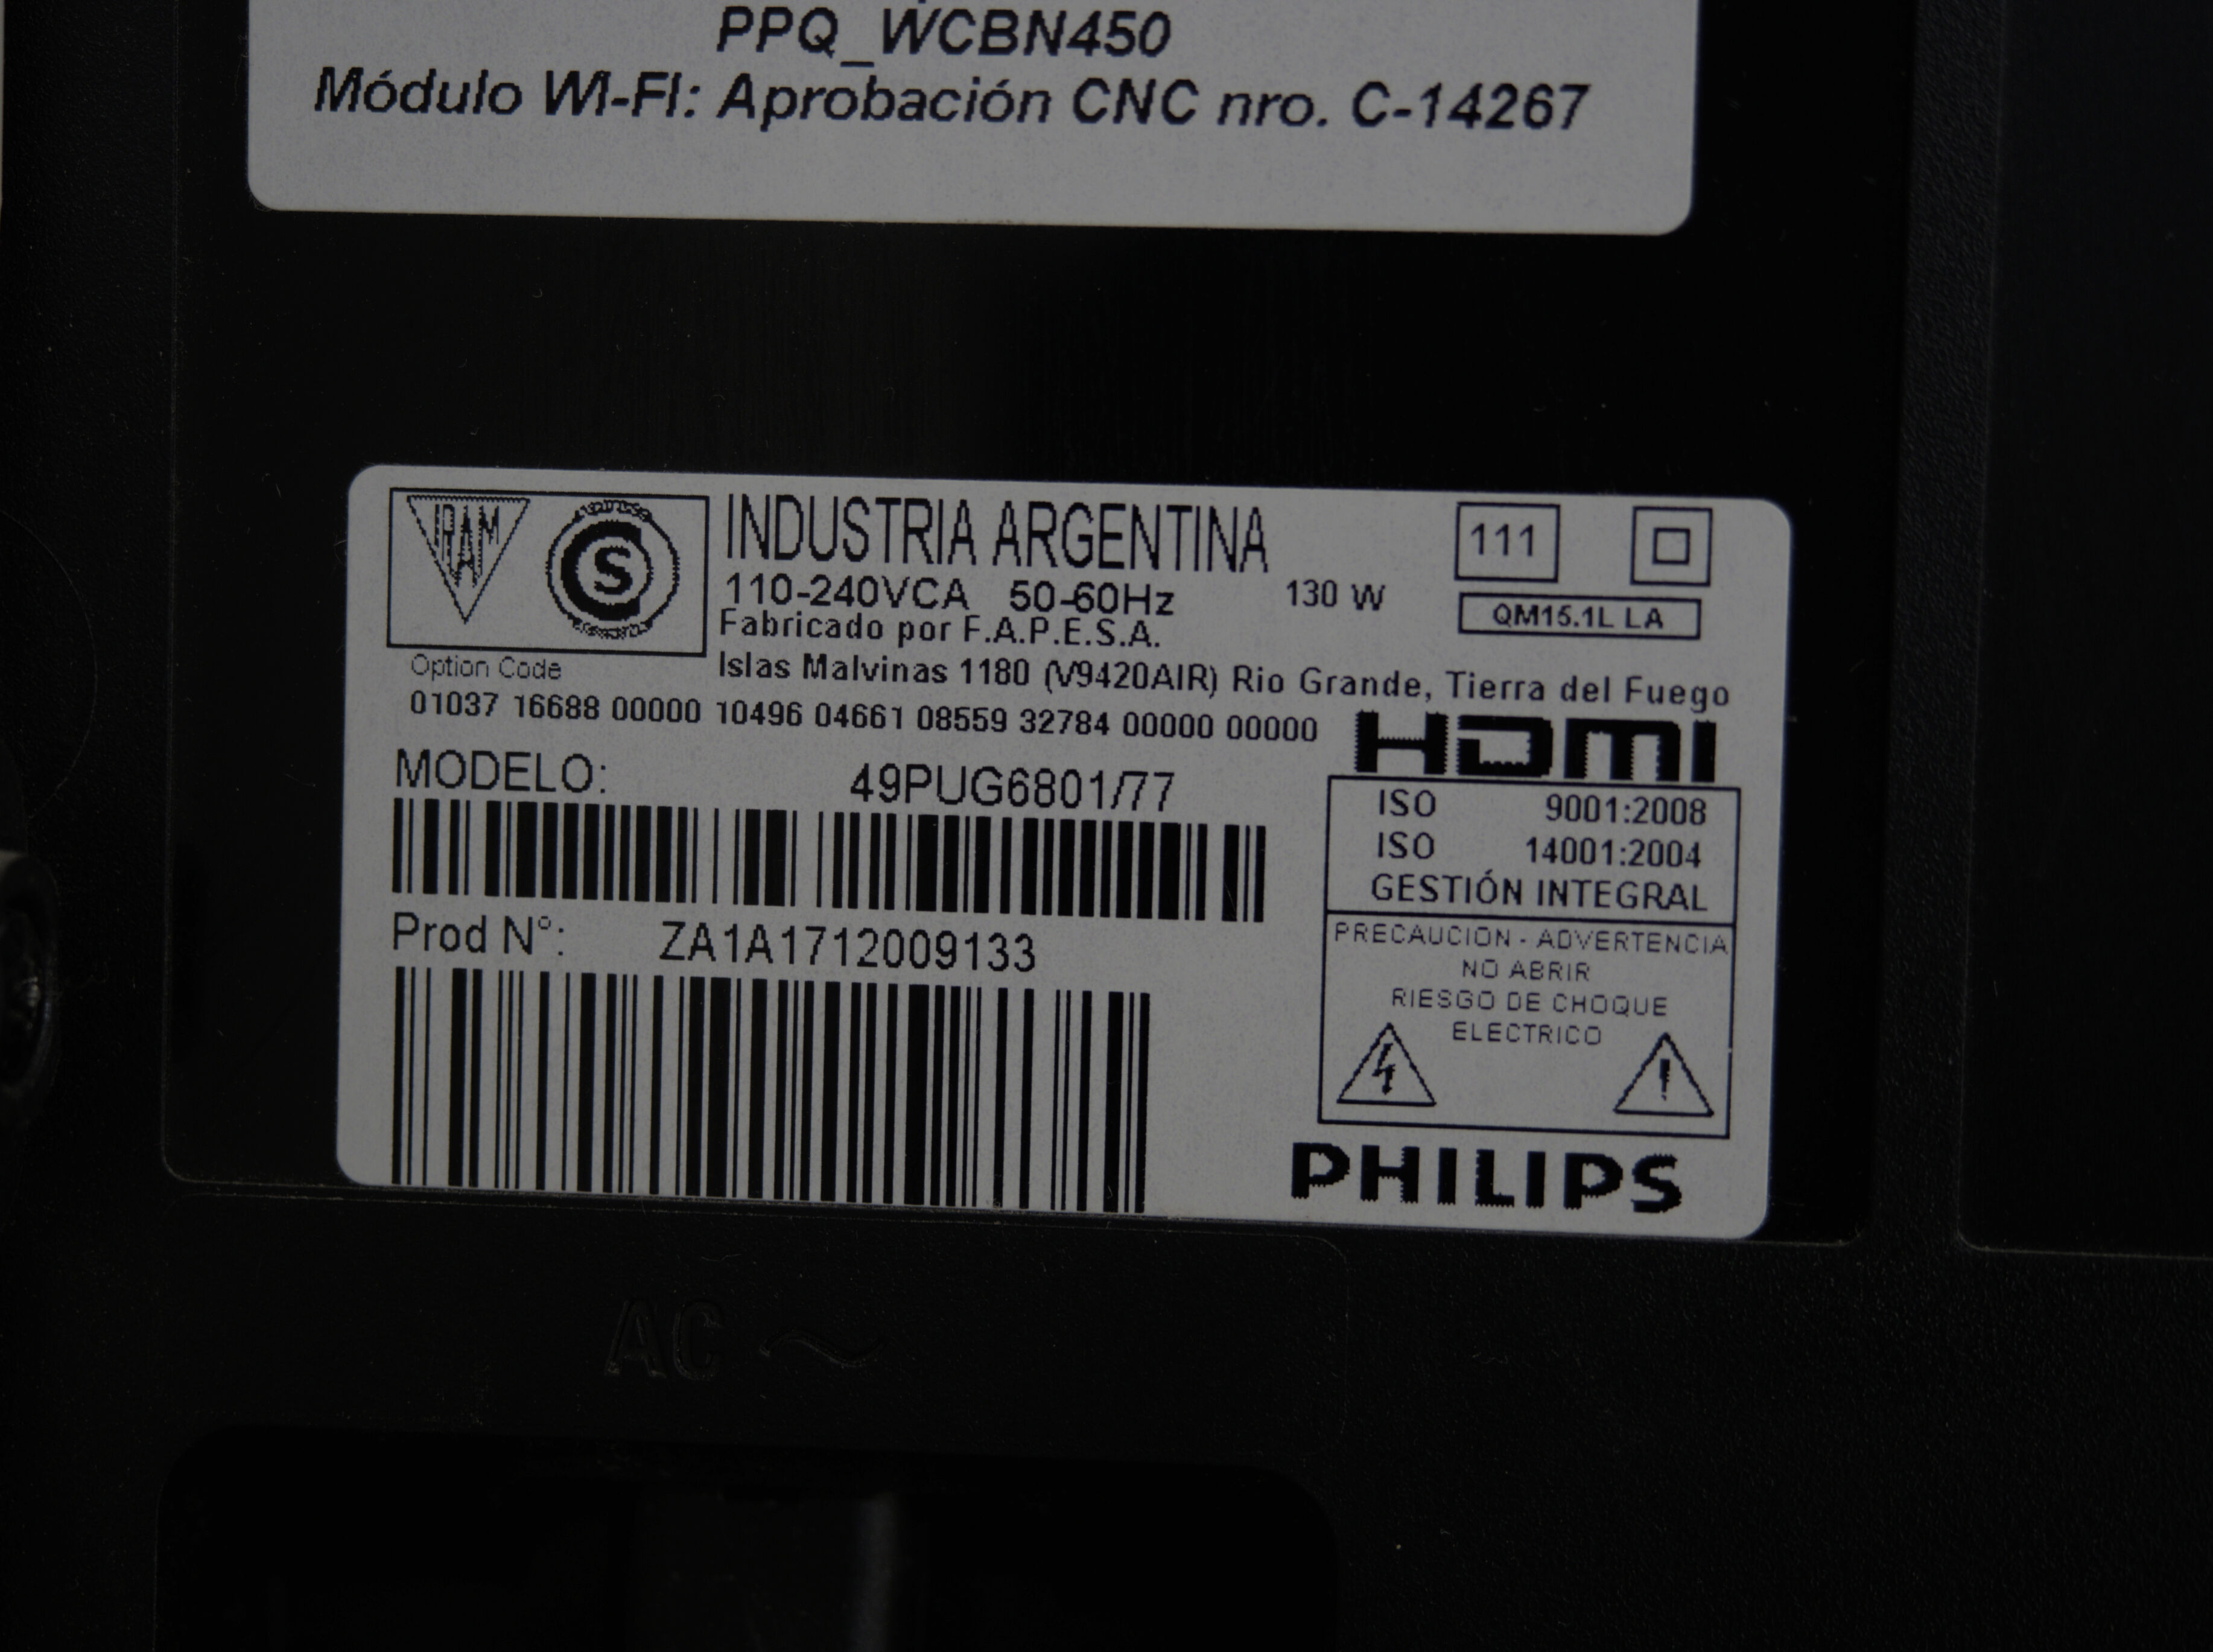 PPQ_WCBN450
Módulo WI-FI: Aprobación CNC nro. C-14267
IRAM
S
INDUSTRIA ARGENTINA
110-240VCA 50-60Hz 130 W
111
QM15.1L LA
Fabricado por F.A.P.E.S.A.
Islas Malvinas 1180 (V9420AIR) Rio Grande, Tierra del Fuego
Option Code
01037 16688 00000 10496 04661 08559 32784 00000 00000
HDMI
MODELO: 49PUG6801/77
ISO 9001:2008
ISO 14001:2004
GESTIÓN INTEGRAL
Prod N°: ZA1A1712009133
PRECAUCION - ADVERTENCIA
NO ABRIR
RIESGO DE CHOQUE
ELECTRICO
PHILIPS
AC ~